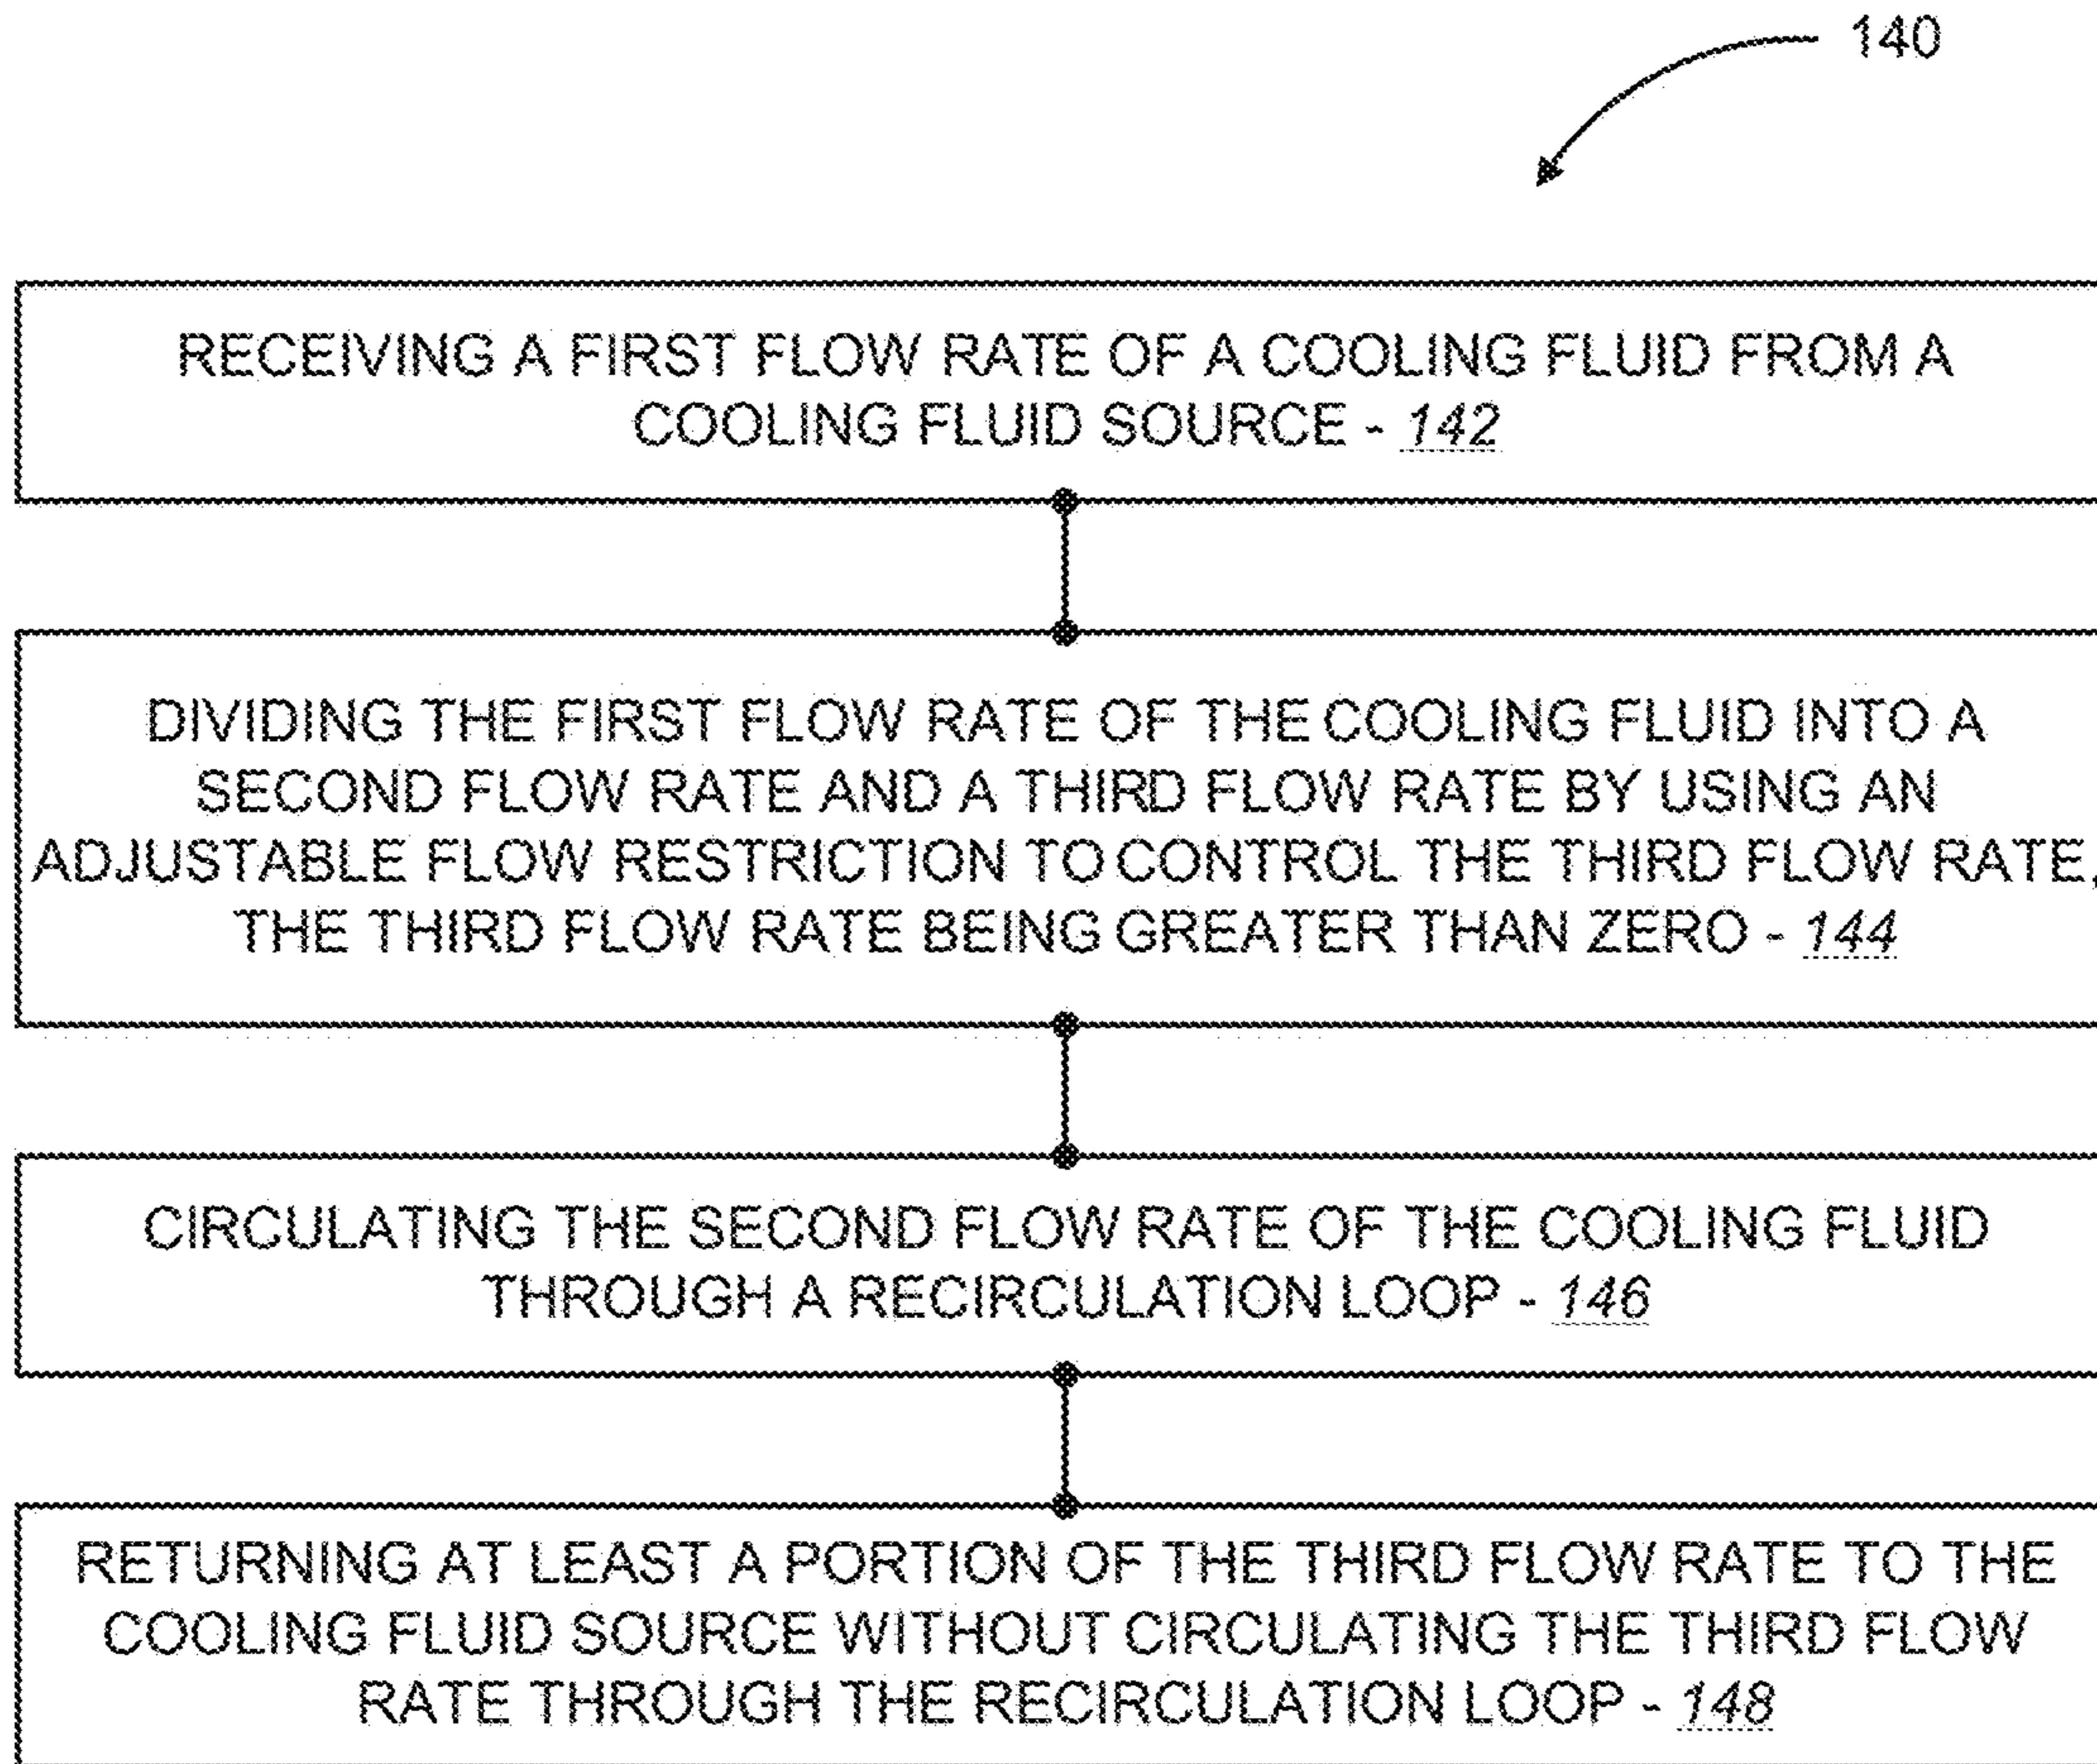 140
RECEIVING A FIRST FLOW RATE OF A COOLING FLUID FROM A
COOLING FLUID SOURCE - 142
DIVIDING THE FIRST FLOW RATE OF THE COOLING FLUID INTO A
SECOND FLOW RATE AND A THIRD FLOW RATE BY USING AN
ADJUSTABLE FLOW RESTRICTION TO CONTROL THE THIRD FLOW RATE,
THE THIRD FLOW RATE BEING GREATER THAN ZERO - 144
CIRCULATING THE SECOND FLOW RATE OF THE COOLING FLUID
THROUGH A RECIRCULATION LOOP - 146
RETURNING AT LEAST A PORTION OF THE THIRD FLOW RATE TO THE
COOLING FLUID SOURCE WITHOUT CIRCULATING THE THIRD FLOW
RATE THROUGH THE RECIRCULATION LOOP - 148